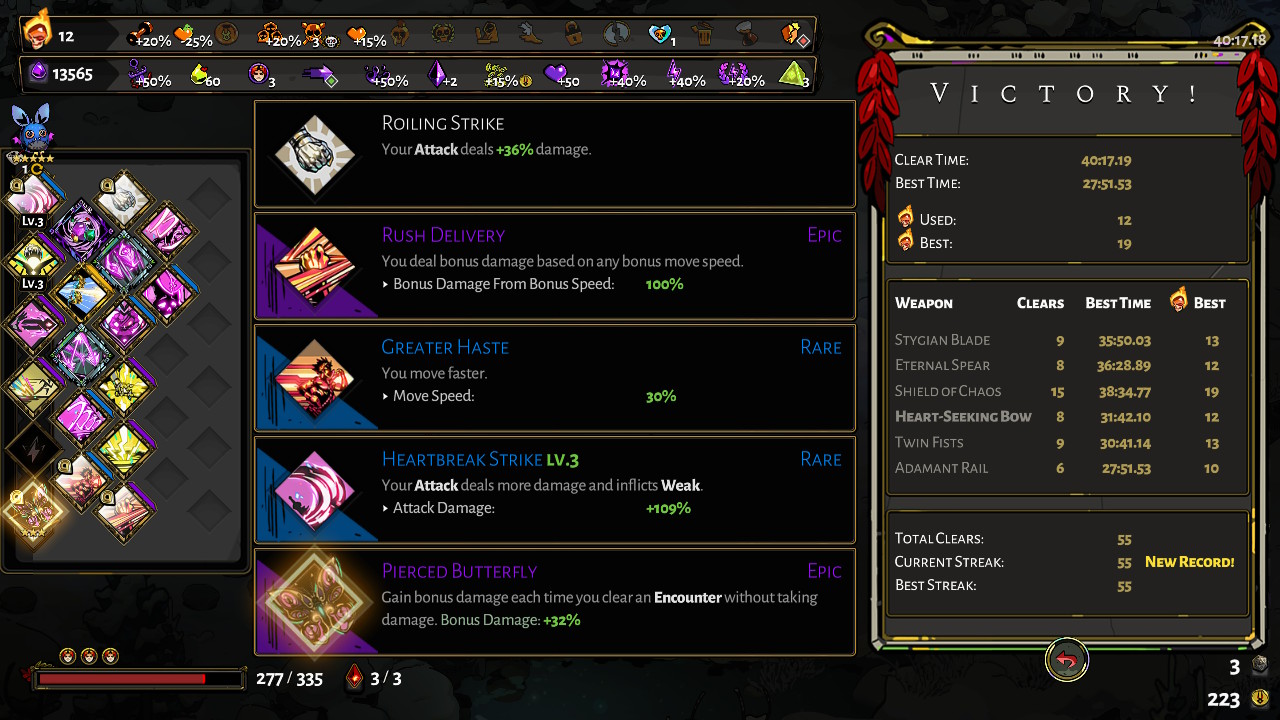 12
+20%
25%
+20%
3
+15%
1
40:17.18
13565
+50%
60
3
+50%
+2
+15%
+50
+40%
+40%
+20%
3
VICTORY!
1
Lv.3
Lv.3
ROILING STRIKE
Your Attack deals +36% damage.
RUSH DELIVERY EPIC
You deal bonus damage based on any bonus move speed.
Bonus Damage From Bonus Speed: 100%
GREATER HASTE RARE
You move faster.
Move Speed: 30%
HEARTBREAK STRIKE LV.3 RARE
Your Attack deals more damage and inflicts Weak.
Attack Damage: +109%
PIERCED BUTTERFLY EPIC
Gain bonus damage each time you clear an Encounter without taking
damage. Bonus Damage: +32%
277 / 335
3 / 3
CLEAR TIME: 40:17.19
BEST TIME: 27:51.53
USED: 12
BEST: 19
WEAPON CLEARS BEST TIME BEST
STYGIAN BLADE 9 35:50.03 13
ETERNAL SPEAR 8 36:28.89 12
SHIELD OF CHAOS 15 38:34.77 19
HEART-SEEKING BOW 8 31:42.10 12
TWIN FISTS 9 30:41.14 13
ADAMANT RAIL 6 27:51.53 10
TOTAL CLEARS: 55
CURRENT STREAK: 55 NEW RECORD!
BEST STREAK: 55
3
223